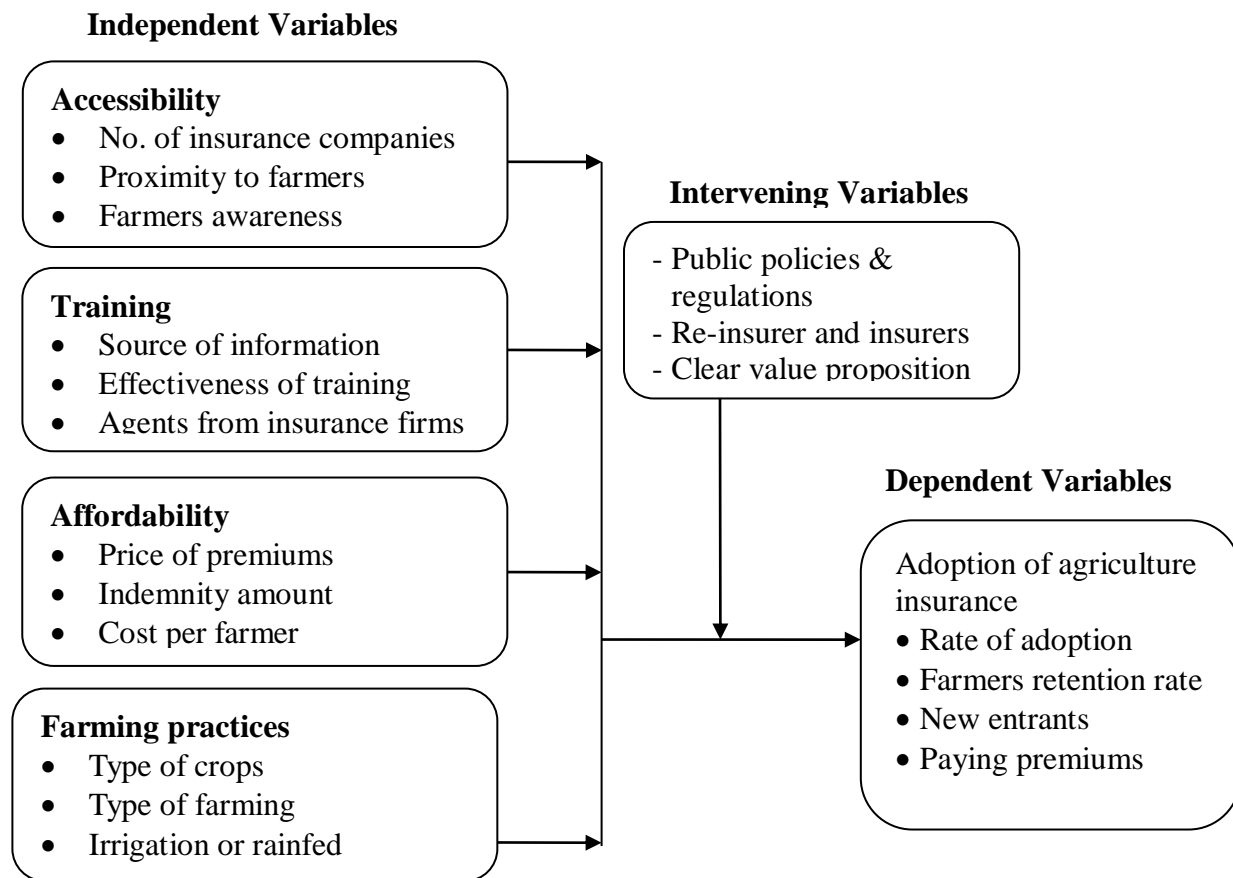 Independent Variables
Accessibility
• No. of insurance companies
• Proximity to farmers
• Farmers awareness
Training
• Source of information
• Effectiveness of training
• Agents from insurance firms
Affordability
• Price of premiums
• Indemnity amount
• Cost per farmer
Farming practices
• Type of crops
• Type of farming
• Irrigation or rainfed
Intervening Variables
- Public policies &
regulations
- Re-insurer and insurers
- Clear value proposition
Dependent Variables
Adoption of agriculture
insurance
• Rate of adoption
• Farmers retention rate
• New entrants
• Paying premiums